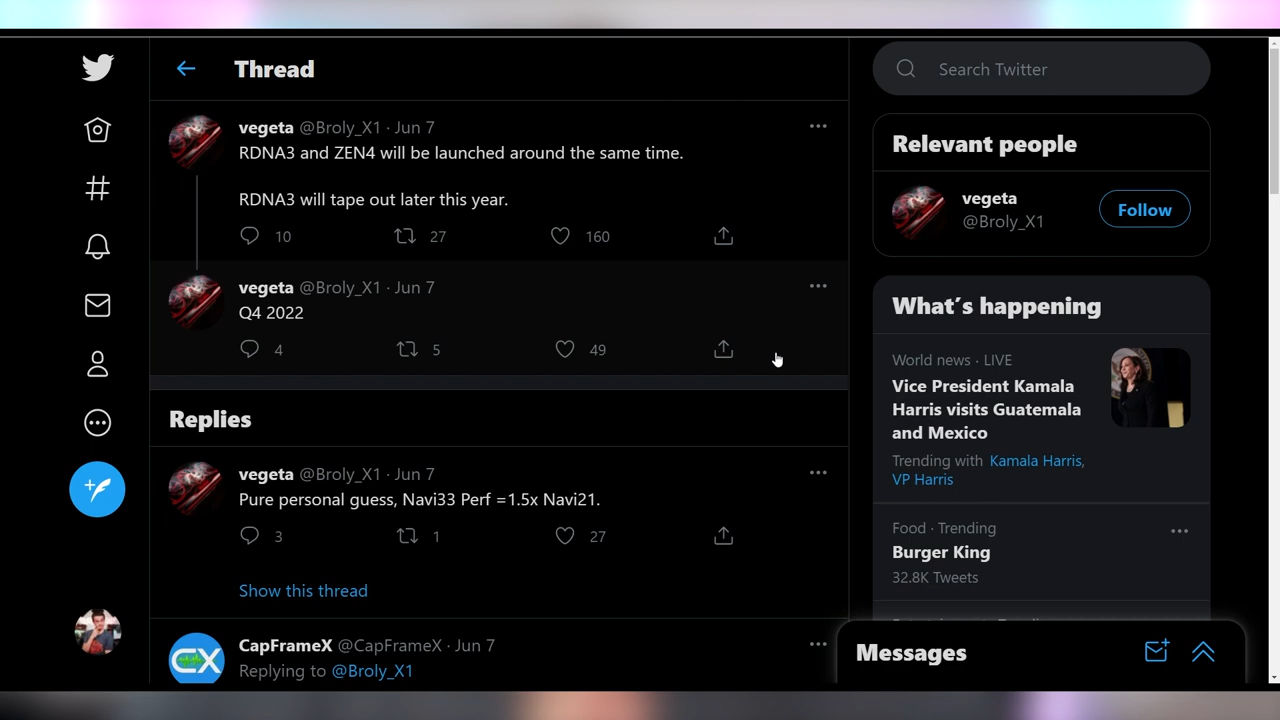 Thread
Search Twitter
vegeta @Broly_X1 · Jun 7
RDNA3 and ZEN4 will be launched around the same time.
RDNA3 will tape out later this year.
10 27 160
vegeta @Broly_X1 · Jun 7
Q4 2022
4 5 49
Replies
vegeta @Broly_X1 · Jun 7
Pure personal guess, Navi33 Perf =1.5x Navi21.
3 1 27
Show this thread
CapFrameX @CapFrameX · Jun 7
Replying to @Broly_X1
Relevant people
vegeta
@Broly_X1
Follow
What's happening
World news · LIVE
Vice President Kamala
Harris visits Guatemala
and Mexico
Trending with Kamala Harris,
VP Harris
Food · Trending
Burger King
32.8K Tweets
Messages